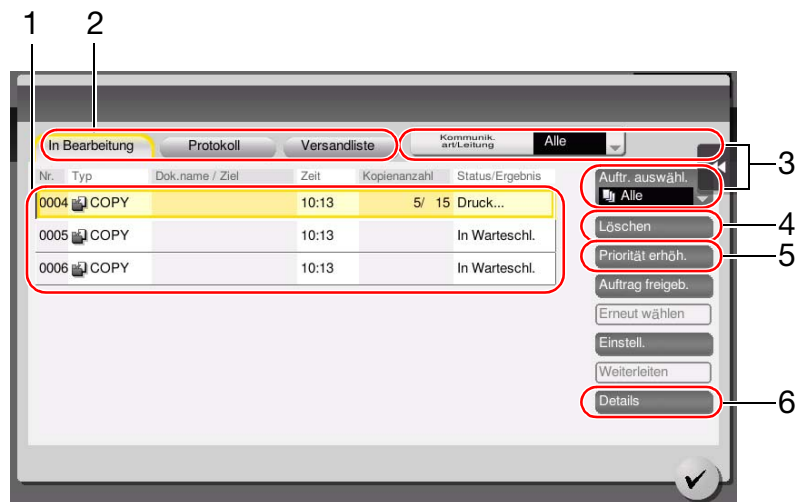 1 2
In Bearbeitung Protokoll Versandliste Kommunik. art/Leitung Alle
3
Nr. Typ Dok.name / Ziel Zeit Kopienanzahl Status/Ergebnis
Auftr. auswähl.
Alle
0004 COPY 10:13 5/ 15 Druck...
Löschen
4
0005 COPY 10:13 In Warteschl.
Priorität erhöh.
5
0006 COPY 10:13 In Warteschl.
Auftrag freigeb.
Erneut wählen
Einstell.
Weiterleiten
Details
6